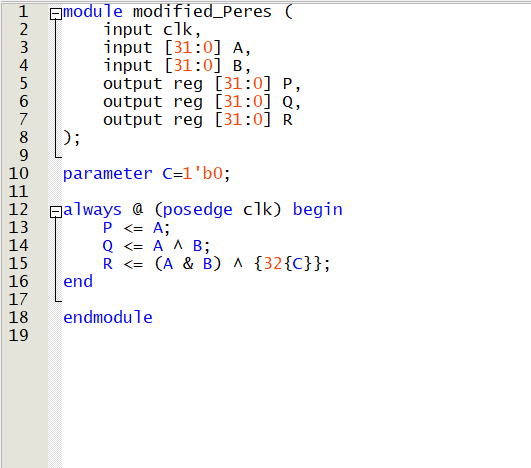 1 module modified_Peres (
2 input clk,
3 input [31:0] A,
4 input [31:0] B,
5 output reg [31:0] P,
6 output reg [31:0] Q,
7 output reg [31:0] R
8 );
9
10 parameter C=1'b0;
11
12 always @ (posedge clk) begin
13 P <= A;
14 Q <= A ^ B;
15 R <= (A & B) ^ {32{C}};
16 end
17
18 endmodule
19